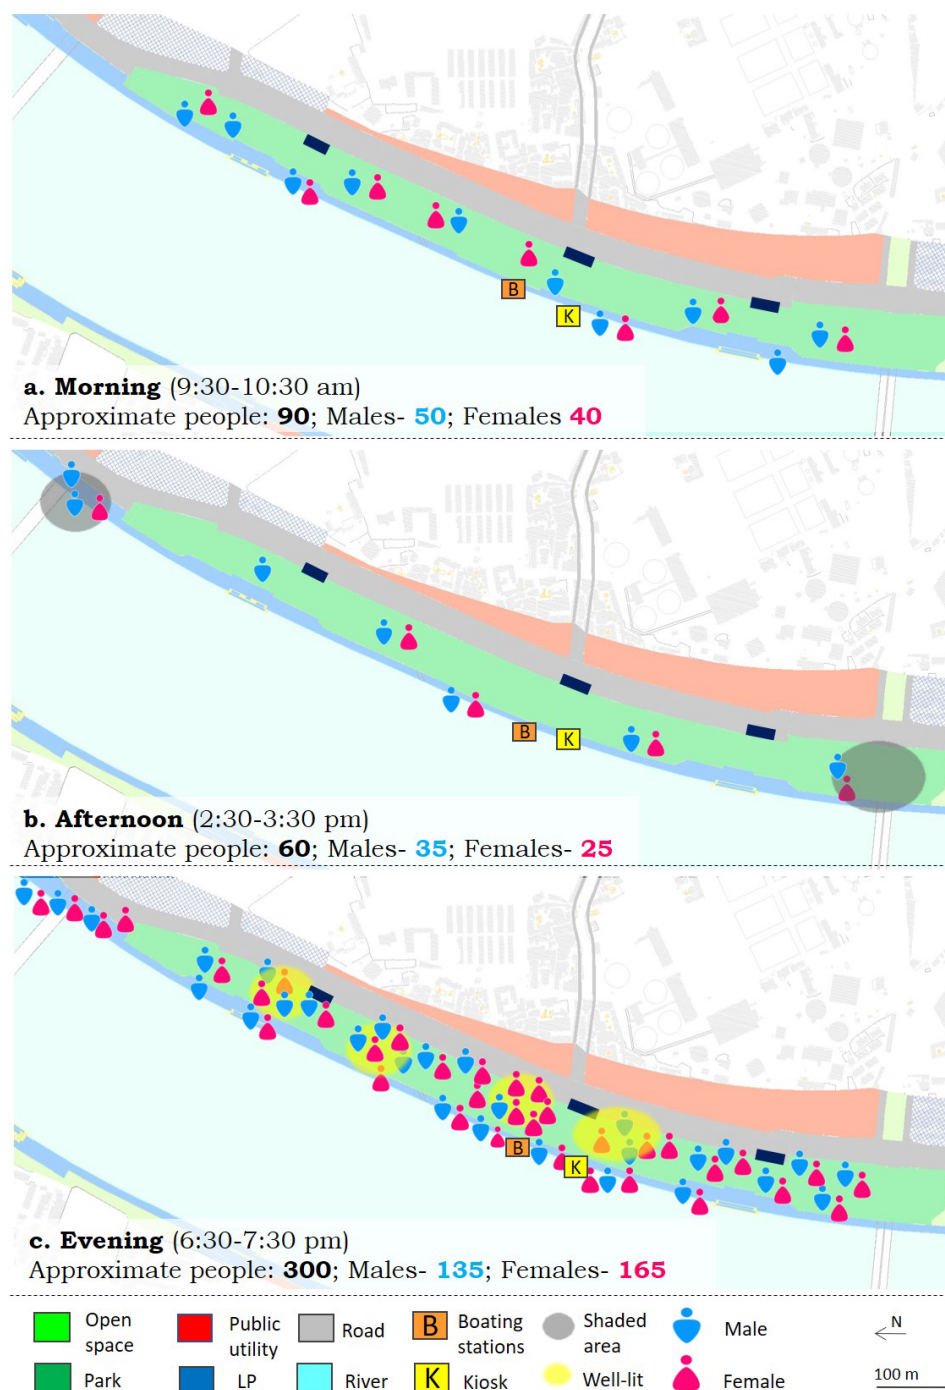 B
K
a. Morning (9:30-10:30 am)
Approximate people: 90; Males- 50; Females 40
B
K
b. Afternoon (2:30-3:30 pm)
Approximate people: 60; Males- 35; Females- 25
B
K
c. Evening (6:30-7:30 pm)
Approximate people: 300; Males- 135; Females- 165
Open space
Public utility
Road
B Boating stations
Shaded area
Male
N
Park
LP
River
K Kiosk
Well-lit
Female
100 m